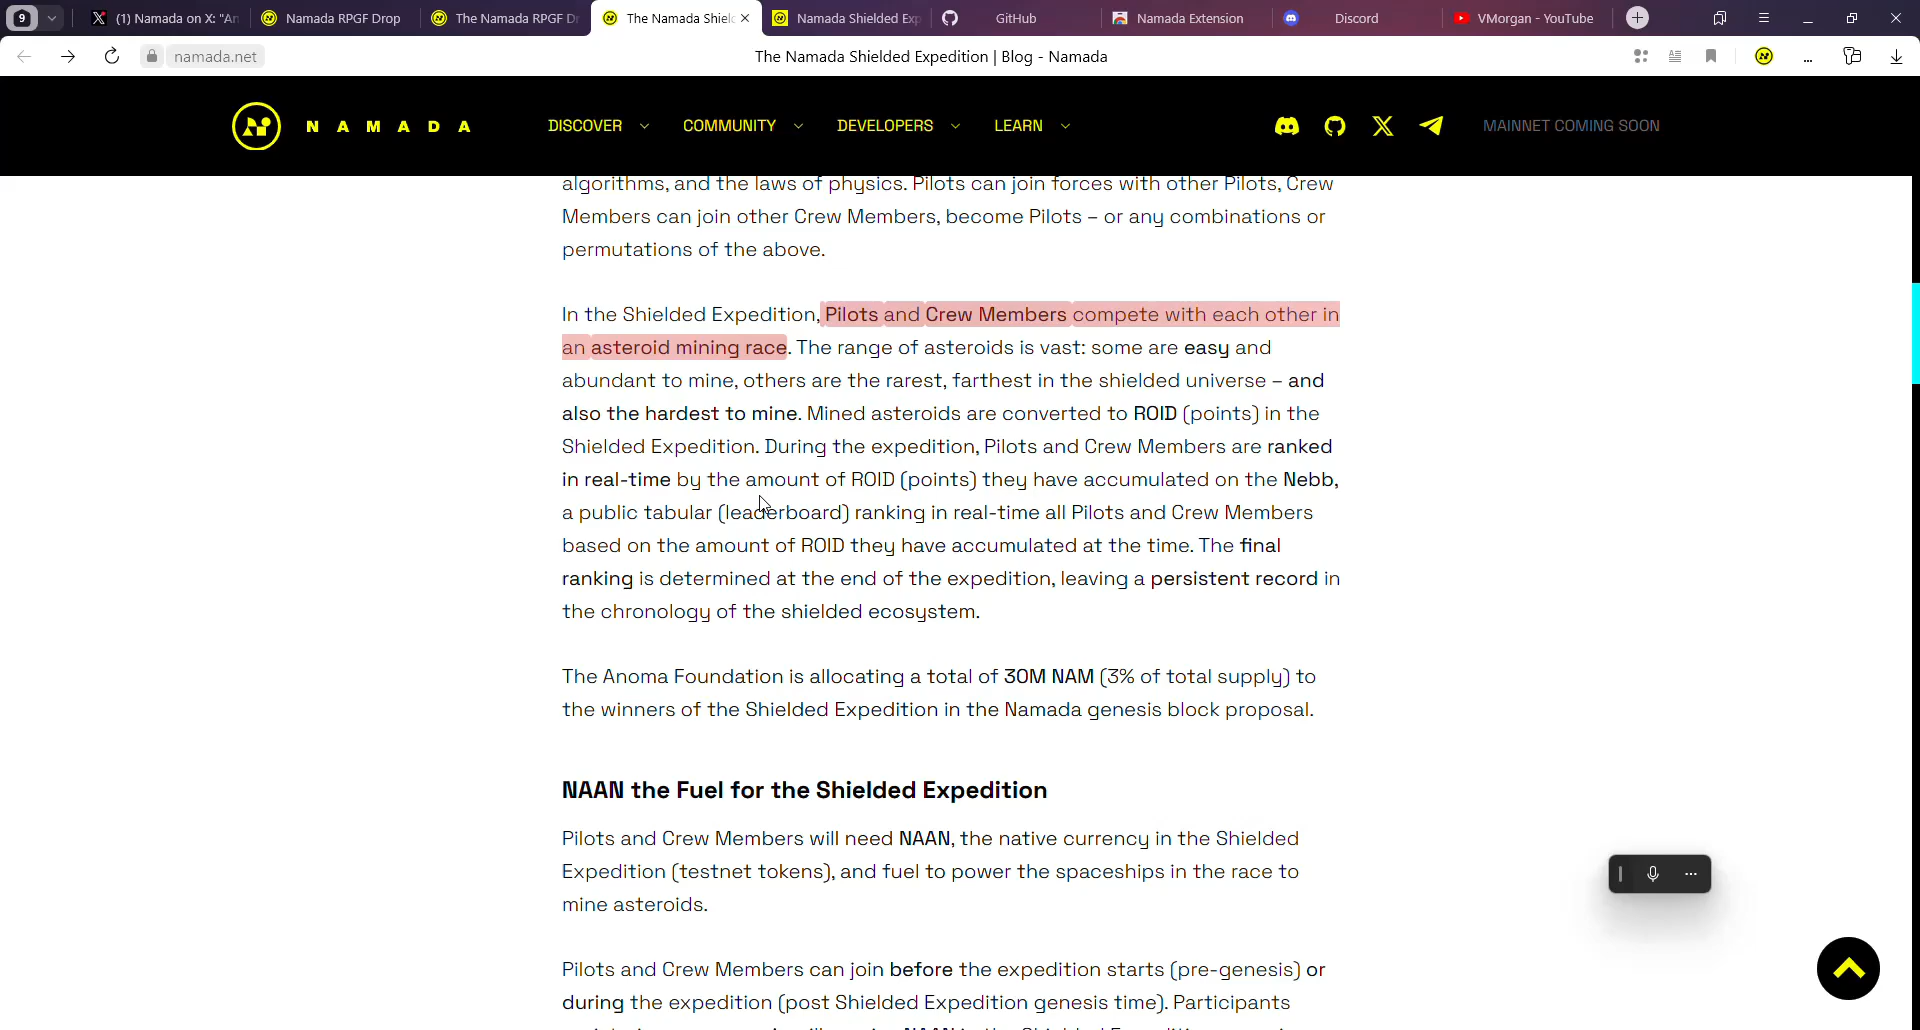 9
(1) Namada on X: "An
Namada RPGF Drop
The Namada RPGF Dr
The Namada Shiel
Namada Shielded Exp
GitHub
Namada Extension
Discord
VMorgan - YouTube
namada.net
The Namada Shielded Expedition | Blog - Namada
NAMADA
DISCOVER
COMMUNITY
DEVELOPERS
LEARN
MAINNET COMING SOON
algorithms, and the laws of physics. Pilots can join forces with other Pilots, Crew
Members can join other Crew Members, become Pilots – or any combinations or
permutations of the above.
In the Shielded Expedition, Pilots and Crew Members compete with each other in
an asteroid mining race. The range of asteroids is vast: some are easy and
abundant to mine, others are the rarest, farthest in the shielded universe – and
also the hardest to mine. Mined asteroids are converted to ROID (points) in the
Shielded Expedition. During the expedition, Pilots and Crew Members are ranked
in real-time by the amount of ROID (points) they have accumulated on the Nebb,
a public tabular (leaderboard) ranking in real-time all Pilots and Crew Members
based on the amount of ROID they have accumulated at the time. The final
ranking is determined at the end of the expedition, leaving a persistent record in
the chronology of the shielded ecosystem.
The Anoma Foundation is allocating a total of 30M NAM (3% of total supply) to
the winners of the Shielded Expedition in the Namada genesis block proposal.
NAAN the Fuel for the Shielded Expedition
Pilots and Crew Members will need NAAN, the native currency in the Shielded
Expedition (testnet tokens), and fuel to power the spaceships in the race to
mine asteroids.
Pilots and Crew Members can join before the expedition starts (pre-genesis) or
during the expedition (post Shielded Expedition genesis time). Participants